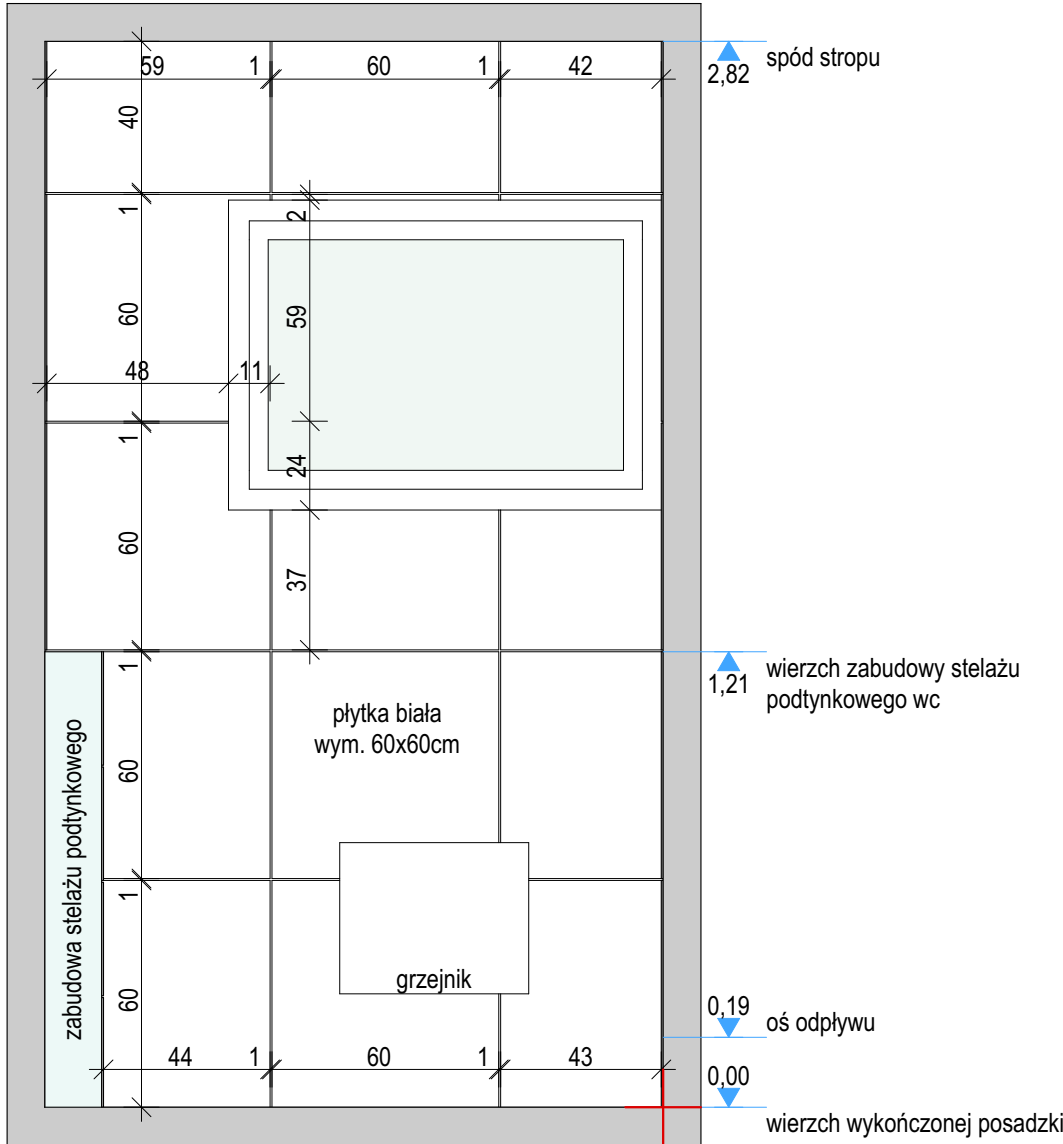 59 1 60 1 42
2,82
spód stropu
40
1
2
60
59
48 11
1
24
60
37
1
1,21
wierzch zabudowy stelażu
podtynkowego wc
płytka biała
wym. 60x60cm
zabudowa stelażu podtynkowego
60
1
grzejnik
60
0,19
oś odpływu
44 1 60 1 43
0,00
wierzch wykończonej posadzki